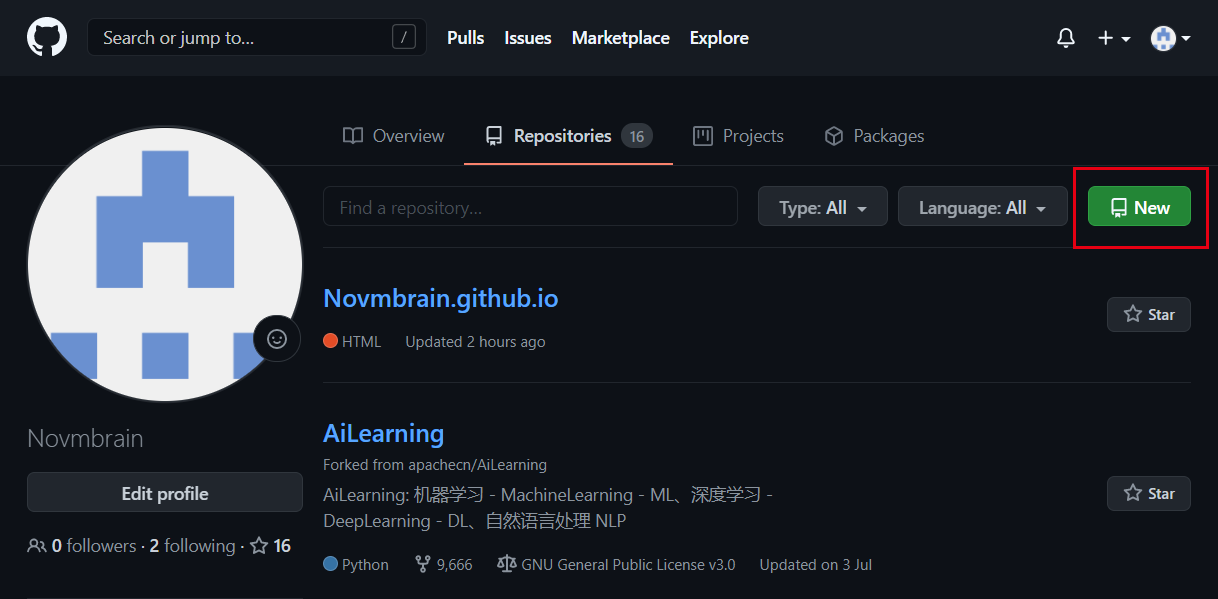 Search or jump to... /
Pulls Issues Marketplace Explore
Overview Repositories 16 Projects Packages
Find a repository... Type: All Language: All New
Novmbrain.github.io
Star
HTML Updated 2 hours ago
AiLearning
Forked from apachecn/AiLearning
AiLearning: 机器学习 - MachineLearning - ML、深度学习 -
DeepLearning - DL、自然语言处理 NLP
Star
Python 9,666 GNU General Public License v3.0 Updated on 3 Jul
Novmbrain
Edit profile
0 followers · 2 following · 16